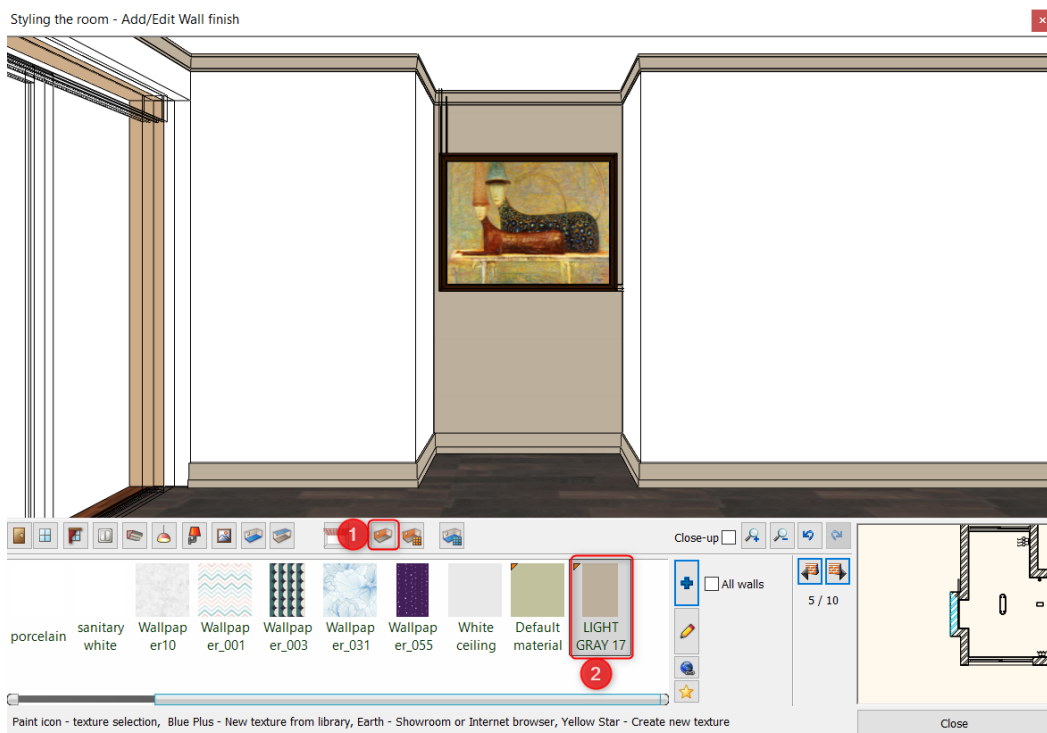 Styling the room - Add/Edit Wall finish
×
1
Close-up
All walls
5 / 10
porcelain
sanitary
white
Wallpap
er10
Wallpap
er_001
Wallpap
er_003
Wallpap
er_031
Wallpap
er_055
White
ceiling
Default
material
LIGHT
GRAY 17
2
Paint icon - texture selection,  Blue Plus - New texture from library, Earth - Showroom or Internet browser, Yellow Star - Create new texture
Close